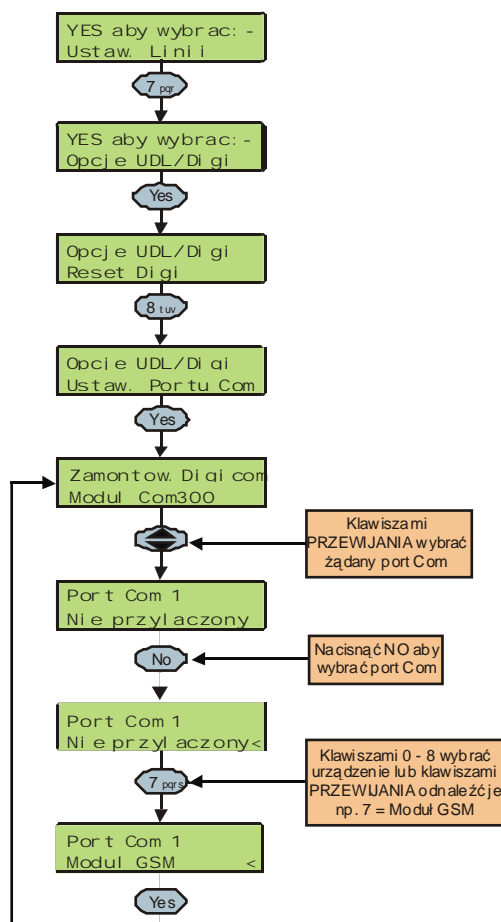 YES aby wybrac: -
Ustaw. Linii
7 pqr
YES aby wybrac: -
Opcje UDL/Digi
Yes
Opcje UDL/Digi
Reset Digi
8 tuv
Opcje UDL/Digi
Ustaw. Portu Com
Yes
Zamontow. Digicom
Modul Com300
Klawiszami
PRZEWIJANIA wybrać
żądany port Com
Port Com 1
Nie przylaczony
No
Nacisnąć NO aby
wybrać port Com
Port Com 1
Nie przylaczony<
7 pqrs
Klawiszami 0 - 8 wybrać
urządzenie lub klawiszami
PRZEWIJANIA odnaleźć je
np. 7 = Moduł GSM
Port Com 1
Modul GSM <
Yes